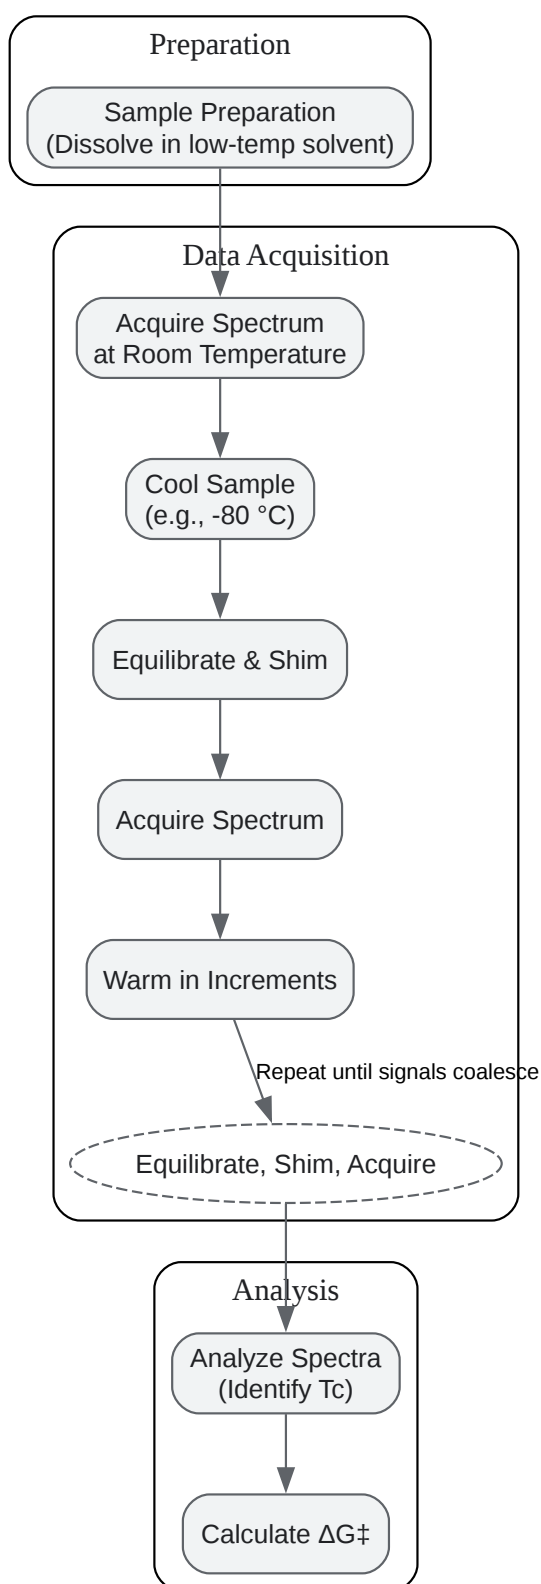 Preparation
Sample Preparation
(Dissolve in low-temp solvent)
Data Acquisition
Acquire Spectrum
at Room Temperature
Cool Sample
(e.g., -80 °C)
Equilibrate & Shim
Acquire Spectrum
Warm in Increments
Repeat until signals coalesce
Equilibrate, Shim, Acquire
Analysis
Analyze Spectra
(Identify Tc)
Calculate ΔG‡